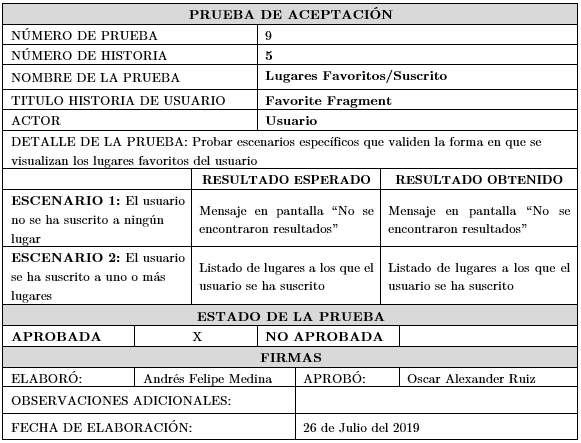 PRUEBA DE ACEPTACIÓN
NÚMERO DE PRUEBA 9
NÚMERO DE HISTORIA 5
NOMBRE DE LA PRUEBA Lugares Favoritos/Suscrito
TITULO HISTORIA DE USUARIO Favorite Fragment
ACTOR Usuario
DETALLE DE LA PRUEBA: Probar escenarios específicos que validen la forma en que se
visualizan los lugares favoritos del usuario
RESULTADO ESPERADO RESULTADO OBTENIDO
ESCENARIO 1: El usuario
no se ha suscrito a ningún
lugar
Mensaje en pantalla “No se
encontraron resultados”
Mensaje en pantalla “No se
encontraron resultados”
ESCENARIO 2: El usuario
se ha suscrito a uno o más
lugares
Listado de lugares a los que el
usuario se ha suscrito
Listado de lugares a los que el
usuario se ha suscrito
ESTADO DE LA PRUEBA
APROBADA X NO APROBADA
FIRMAS
ELABORÓ: Andrés Felipe Medina APROBÓ: Oscar Alexander Ruiz
OBSERVACIONES ADICIONALES:
FECHA DE ELABORACIÓN: 26 de Julio del 2019